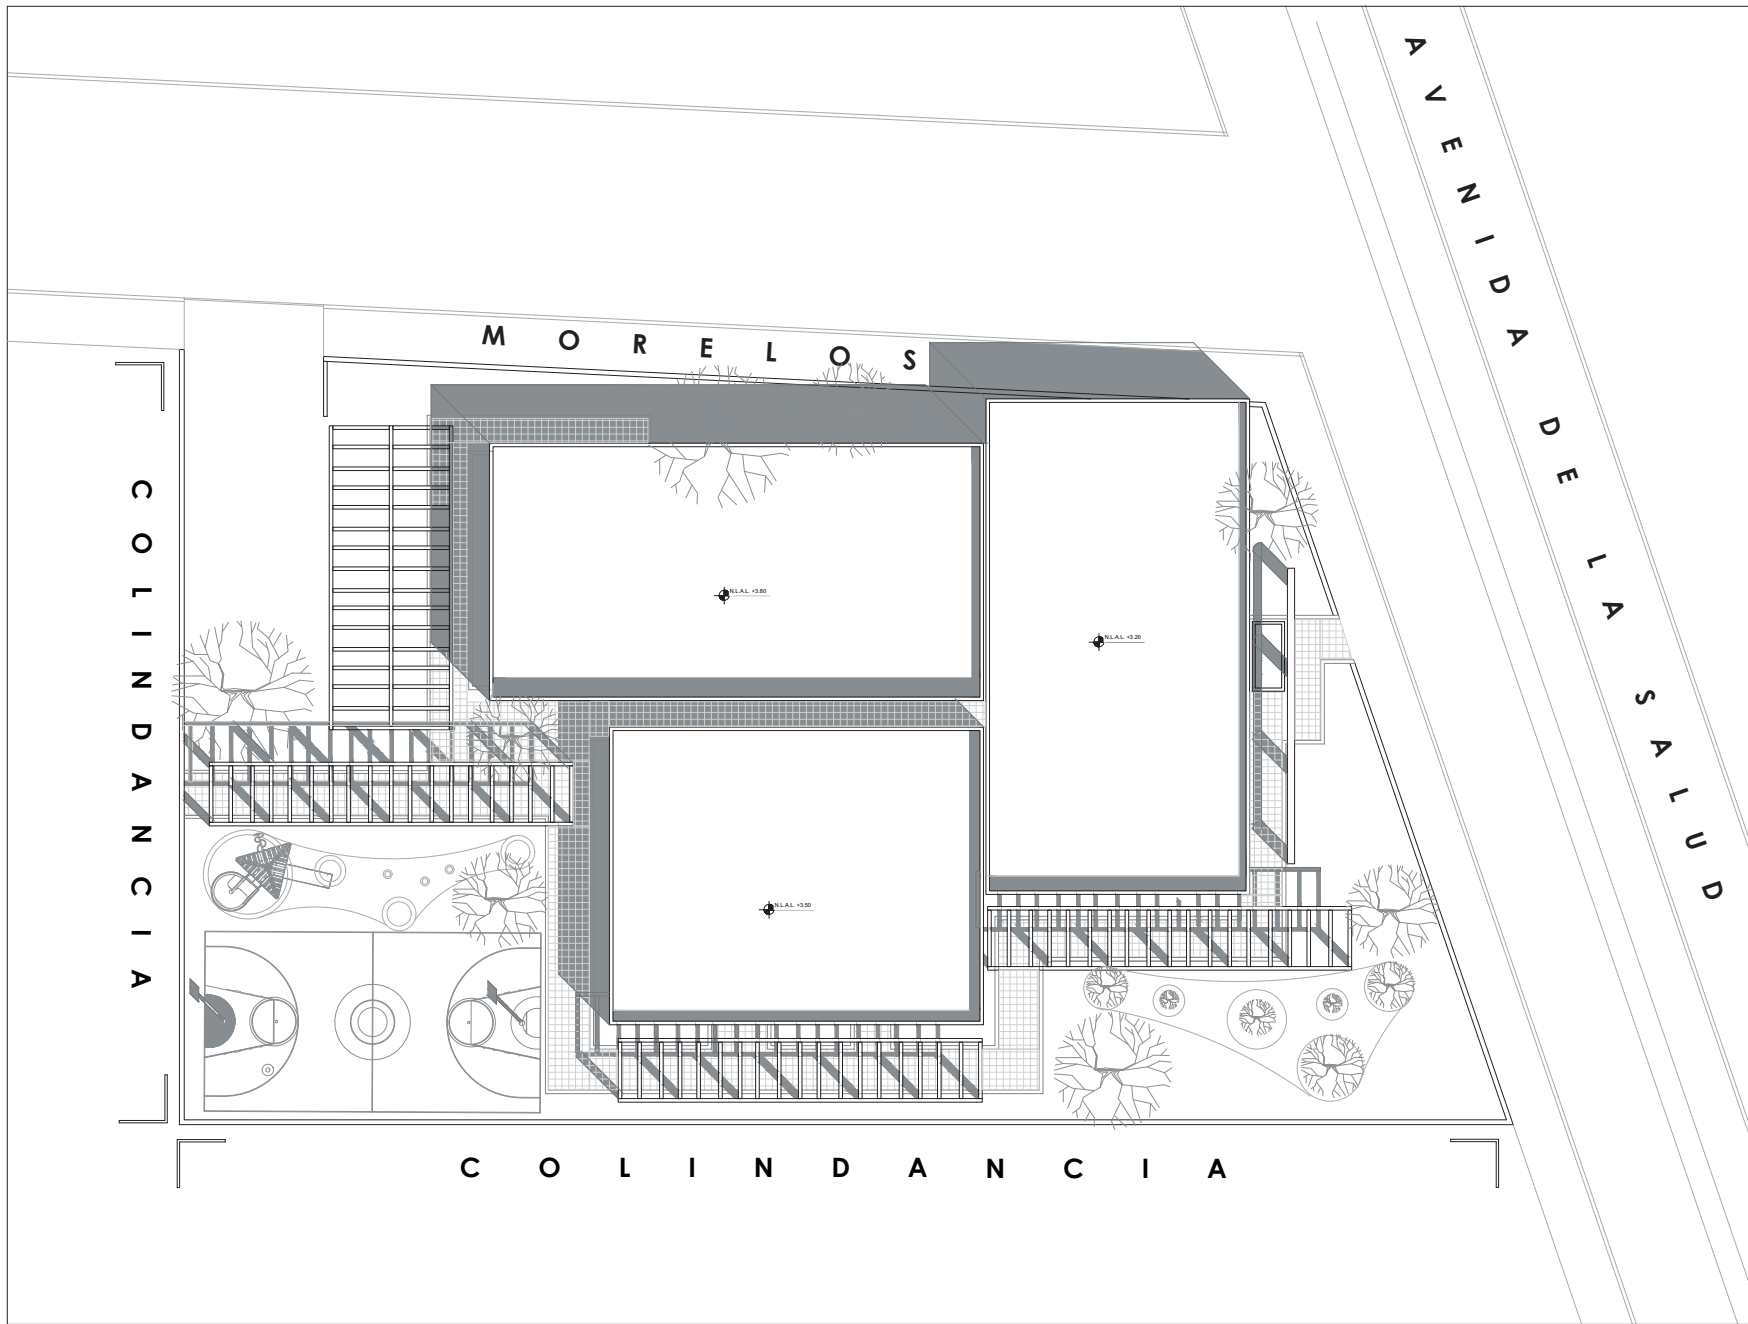 AVENIDA DE LA SALUD
MORELOS
COLINDANCIA
N.L.A.L. +3.80
N.L.A.L. +3.20
N.L.A.L. +3.50
COLINDANCIA